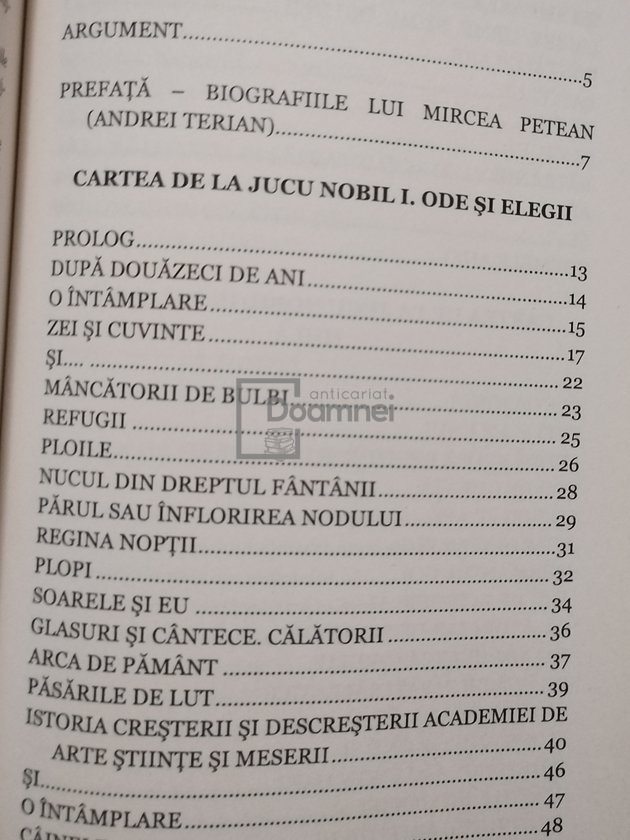 ARGUMENT..........5
PREFAȚĂ – BIOGRAFIILE LUI MIRCEA PETEAN
(ANDREI TERIAN)..........7
CARTEA DE LA JUCU NOBIL I. ODE ȘI ELEGII
PROLOG..........13
DUPĂ DOUĂZECI DE ANI..........14
O ÎNTÂMPLARE..........15
ZEI ȘI CUVINTE..........17
ȘI..........22
MÂNCĂTORII DE BULBI..........23
anticariat
Doamnei
REFUGII..........25
PLOILE..........26
NUCUL DIN DREPTUL FÂNTÂNII..........28
PĂRUL SAU ÎNFLORIREA NODULUI..........29
REGINA NOPȚII..........31
PLOPI..........32
SOARELE ȘI EU..........34
GLASURI ȘI CÂNTECE. CĂLĂTORII..........36
ARCA DE PĂMÂNT..........37
PĂSĂRILE DE LUT..........39
ISTORIA CREȘTERII ȘI DESCREȘTERII ACADEMIEI DE
ARTE ȘTIINȚE ȘI MESERII..........40
ȘI..........46
O ÎNTÂMPLARE..........47
48